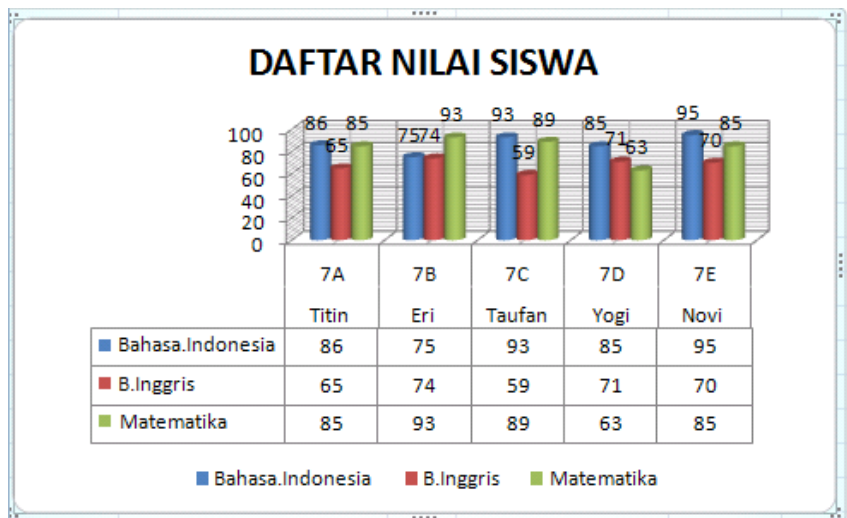 DAFTAR NILAI SISWA
86 65 85 75 74 93 93 59 89 85 71 63 95 70 85
100
80
60
40
20
0
7A 7B 7C 7D 7E
Titin Eri Taufan Yogi Novi
Bahasa.Indonesia 86 75 93 85 95
B.Inggris 65 74 59 71 70
Matematika 85 93 89 63 85
Bahasa.Indonesia B.Inggris Matematika